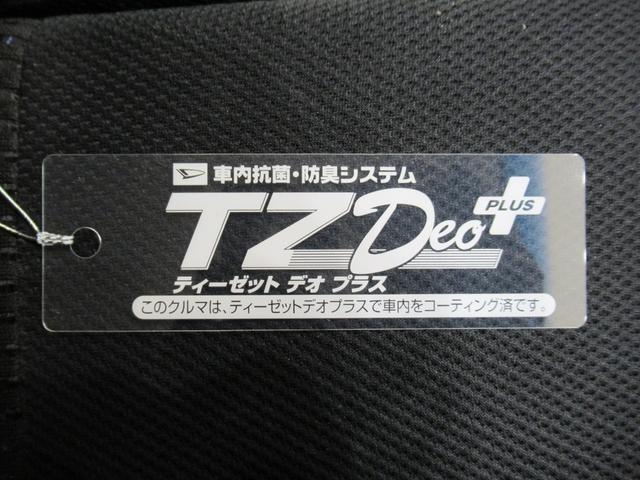 車内抗菌・防臭システム
TZ Deo PLUS
ティーゼット デオ プラス
このクルマは、ティーゼットデオプラスで車内をコーティング済です。